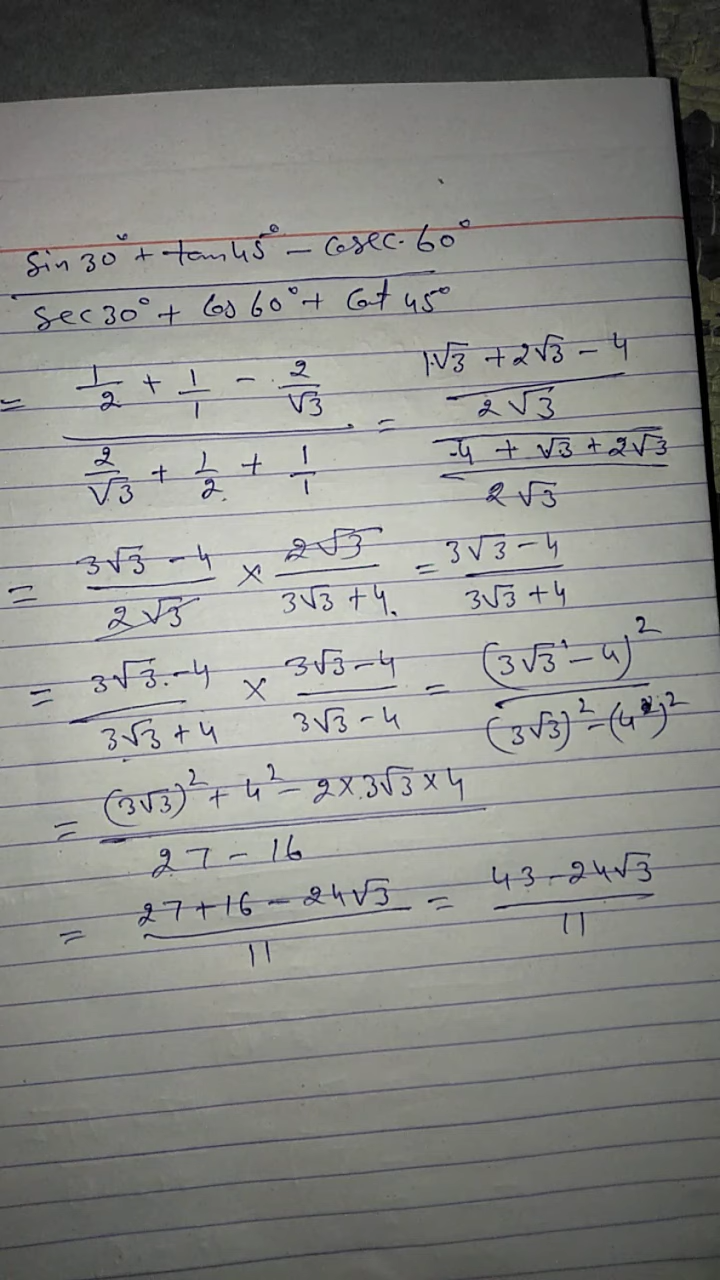 sin 30° + tan 45° - cosec. 60°
sec 30° + cos 60° + cot 45°
= 1/2 + 1/1 - 2/√3 / 2/√3 + 1/2 + 1/1 = 1√3 + 2√3 - 4 / 2√3 / 4 + √3 + 2√3 / 2√3
= 3√3 - 4 / 2√3 × 2√3 / 3√3 + 4 = 3√3 - 4 / 3√3 + 4
= 3√3 - 4 / 3√3 + 4 × 3√3 - 4 / 3√3 - 4 = (3√3 - 4)² / (3√3)² - (4)²
= (3√3)² + 4² - 2 × 3√3 × 4 / 27 - 16
= 27 + 16 - 24√3 / 11 = 43 - 24√3 / 11